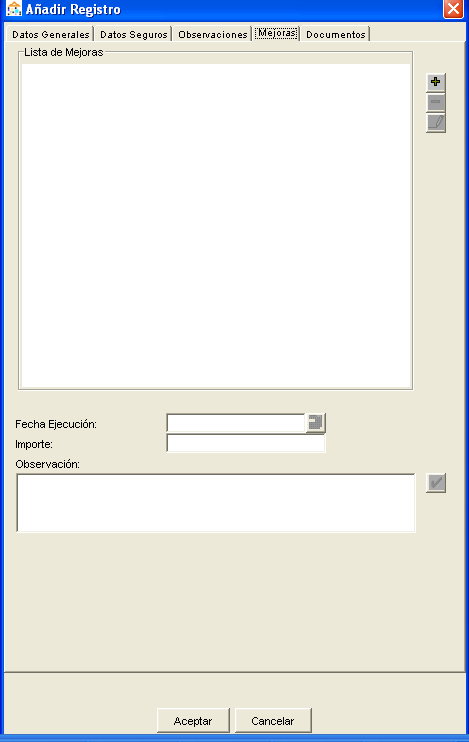 Añadir Registro
Datos Generales Datos Seguros Observaciones Mejoras Documentos
Lista de Mejoras
Fecha Ejecución:
Importe:
Observación:
Aceptar Cancelar